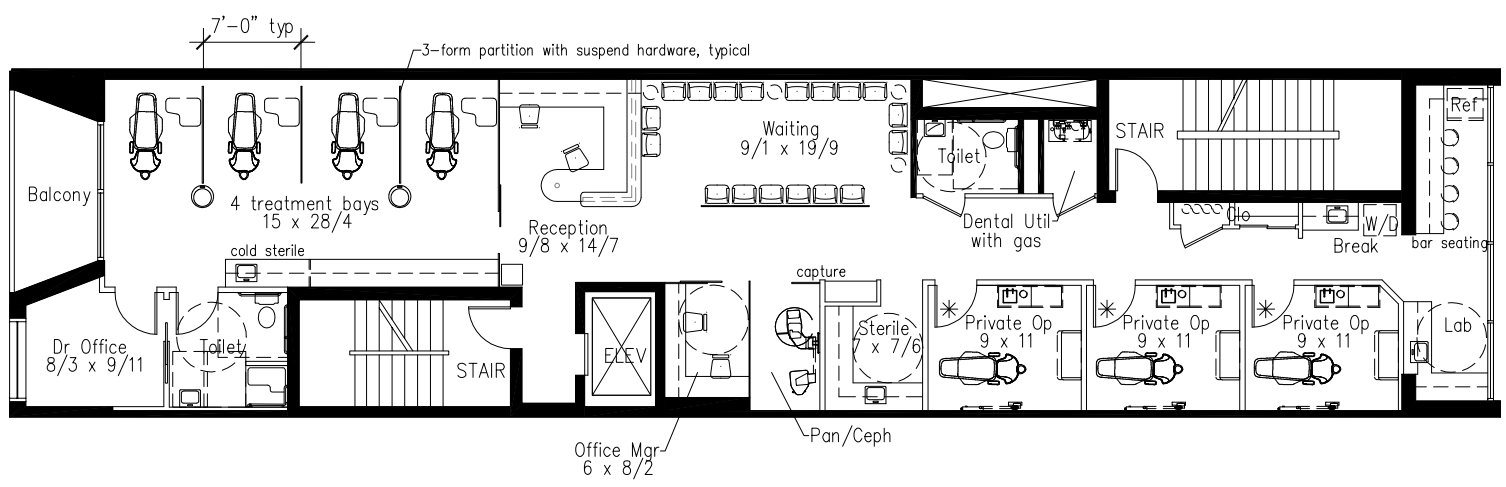 7'-0" typ
3-form partition with suspend hardware, typical
Balcony
4 treatment bays
15 x 28/4
cold sterile
Reception
9/8 x 14/7
Waiting
9/1 x 19/9
Toilet
Dental Util
with gas
STAIR
Clo
W/D
Break
Ref
bar seating
Dr Office
8/3 x 9/11
Toilet
STAIR
ELEV
Office Mgr
6 x 8/2
capture
Pan/Ceph
Sterile
7 x 7/6
Private Op
9 x 11
Private Op
9 x 11
Private Op
9 x 11
Lab